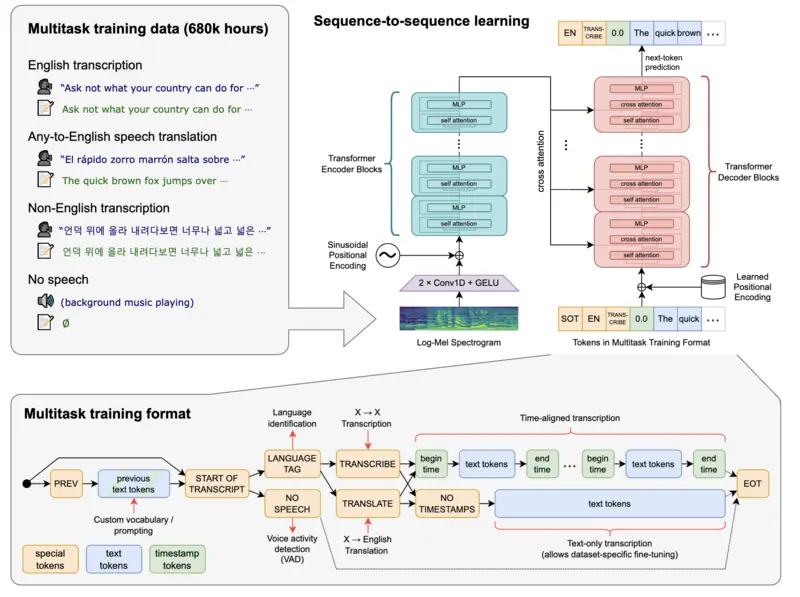 Multitask training data (680k hours)
English transcription
“Ask not what your country can do for ⋯”
Ask not what your country can do for ⋯
Any-to-English speech translation
“El rápido zorro marrón salta sobre ⋯”
The quick brown fox jumps over ⋯
Non-English transcription
“언덕 위에 올라 내려다보면 너무나 넓고 넓은 ⋯”
언덕 위에 올라 내려다보면 너무나 넓고 넓은 ⋯
No speech
(background music playing)
∅
Sequence-to-sequence learning
EN TRANS-CRIBE 0.0 The quick brown ⋯
next-token
prediction
MLP
self attention
⋮
MLP
self attention
MLP
self attention
Transformer
Encoder Blocks
Sinusoidal
Positional
Encoding
2 × Conv1D + GELU
Log-Mel Spectrogram
cross attention
⋮
MLP
cross attention
self attention
⋮
MLP
cross attention
self attention
MLP
cross attention
self attention
Transformer
Decoder Blocks
Learned
Positional
Encoding
SOT EN TRANS-CRIBE 0.0 The quick ⋯
Tokens in Multitask Training Format
Multitask training format
Language
identification
X → X
Transcription
Time-aligned transcription
PREV
previous
text tokens
START OF
TRANSCRIPT
LANGUAGE
TAG
TRANSCRIBE
begin
time
text tokens
end
time
⋯
begin
time
text tokens
end
time
NO
SPEECH
TRANSLATE
NO
TIMESTAMPS
text tokens
EOT
Custom vocabulary /
prompting
Voice activity
detection
(VAD)
X → English
Translation
Text-only transcription
(allows dataset-specific fine-tuning)
special
tokens
text
tokens
timestamp
tokens